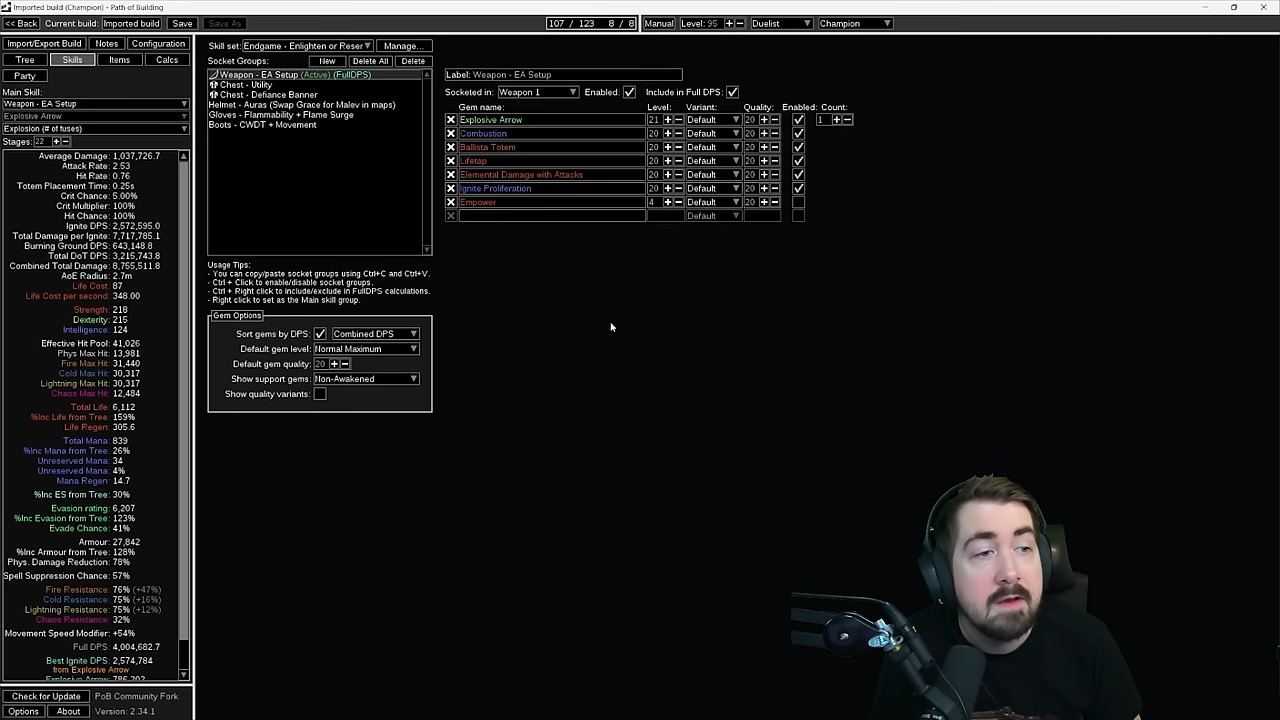 Imported build (Champion) - Path of Building
<< Back Current build: Imported build Save Save As 107 / 123 8 / 8 Manual Level: 95 Duelist Champion
Import/Export Build Notes Configuration
Tree Skills Items Calcs
Party
Main Skill:
Weapon - EA Setup
Explosive Arrow
Explosion (# of fuses)
Stages: 22
Average Damage: 1,037,726.7
Attack Rate: 2.53
Hit Rate: 0.76
Totem Placement Time: 0.25s
Crit Chance: 5.00%
Crit Multiplier: 100%
Hit Chance: 100%
Ignite DPS: 2,572,595.0
Total Damage per Ignite: 7,717,785.1
Burning Ground DPS: 643,148.8
Total DoT DPS: 3,215,743.8
Combined Total Damage: 8,755,511.8
AoE Radius: 2.7m
Life Cost: 87
Life Cost per second: 348.00
Strength: 218
Dexterity: 215
Intelligence: 124
Effective Hit Pool: 41,026
Phys Max Hit: 13,981
Fire Max Hit: 31,440
Cold Max Hit: 30,317
Lightning Max Hit: 30,317
Chaos Max Hit: 12,484
Total Life: 6,112
%Inc Life from Tree: 159%
Life Regen: 305.6
Total Mana: 839
%Inc Mana from Tree: 26%
Unreserved Mana: 34
Unreserved Mana: 4%
Mana Regen: 14.7
%Inc ES from Tree: 30%
Evasion rating: 6,207
%Inc Evasion from Tree: 123%
Evade Chance: 41%
Armour: 27,842
%Inc Armour from Tree: 128%
Phys. Damage Reduction: 78%
Spell Suppression Chance: 57%
Fire Resistance: 76% (+47%)
Cold Resistance: 75% (+16%)
Lightning Resistance: 75% (+12%)
Chaos Resistance: 32%
Movement Speed Modifier: +54%
Full DPS: 4,004,682.7
Best Ignite DPS: 2,574,784
from Explosive Arrow
Explosive Arrow: 786,202
Check for Update PoB Community Fork
Options About Version: 2.34.1
Skill set: Endgame - Enlighten or Reser Manage...
Socket Groups: New Delete All Delete
Weapon - EA Setup (Active) (FullDPS)
Chest - Utility
Chest - Defiance Banner
Helmet - Auras (Swap Grace for Malev in maps)
Gloves - Flammability + Flame Surge
Boots - CWDT + Movement
Usage Tips:
- You can copy/paste socket groups using Ctrl+C and Ctrl+V.
- Ctrl + Click to enable/disable socket groups.
- Ctrl + Right click to include/exclude in FullDPS calculations.
- Right click to set as the Main skill group.
Gem Options
Sort gems by DPS: Combined DPS
Default gem level: Normal Maximum
Default gem quality: 20
Show support gems: Non-Awakened
Show quality variants:
Label: Weapon - EA Setup
Socketed in: Weapon 1 Enabled: Include in Full DPS:
Gem name: Level: Variant: Quality: Enabled: Count:
Explosive Arrow 21 Default 20 1
Combustion 20 Default 20
Ballista Totem 20 Default 20
Lifetap 20 Default 20
Elemental Damage with Attacks 20 Default 20
Ignite Proliferation 20 Default 20
Empower 4 Default 20
Default